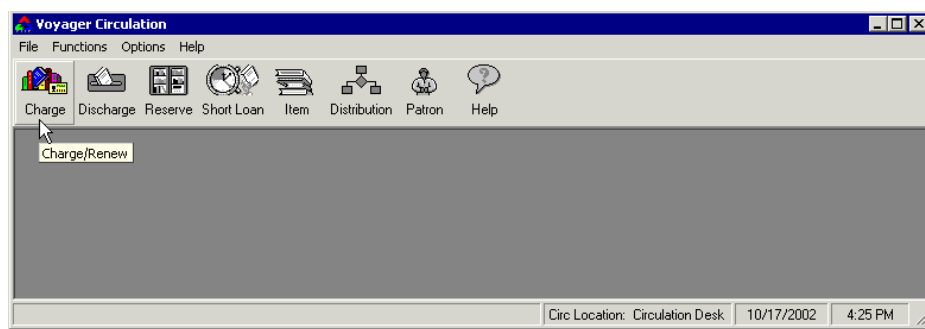 Voyager Circulation
File Functions Options Help
Charge Discharge Reserve Short Loan Item Distribution Patron Help
Charge/Renew
Circ Location: Circulation Desk 10/17/2002 4:25 PM